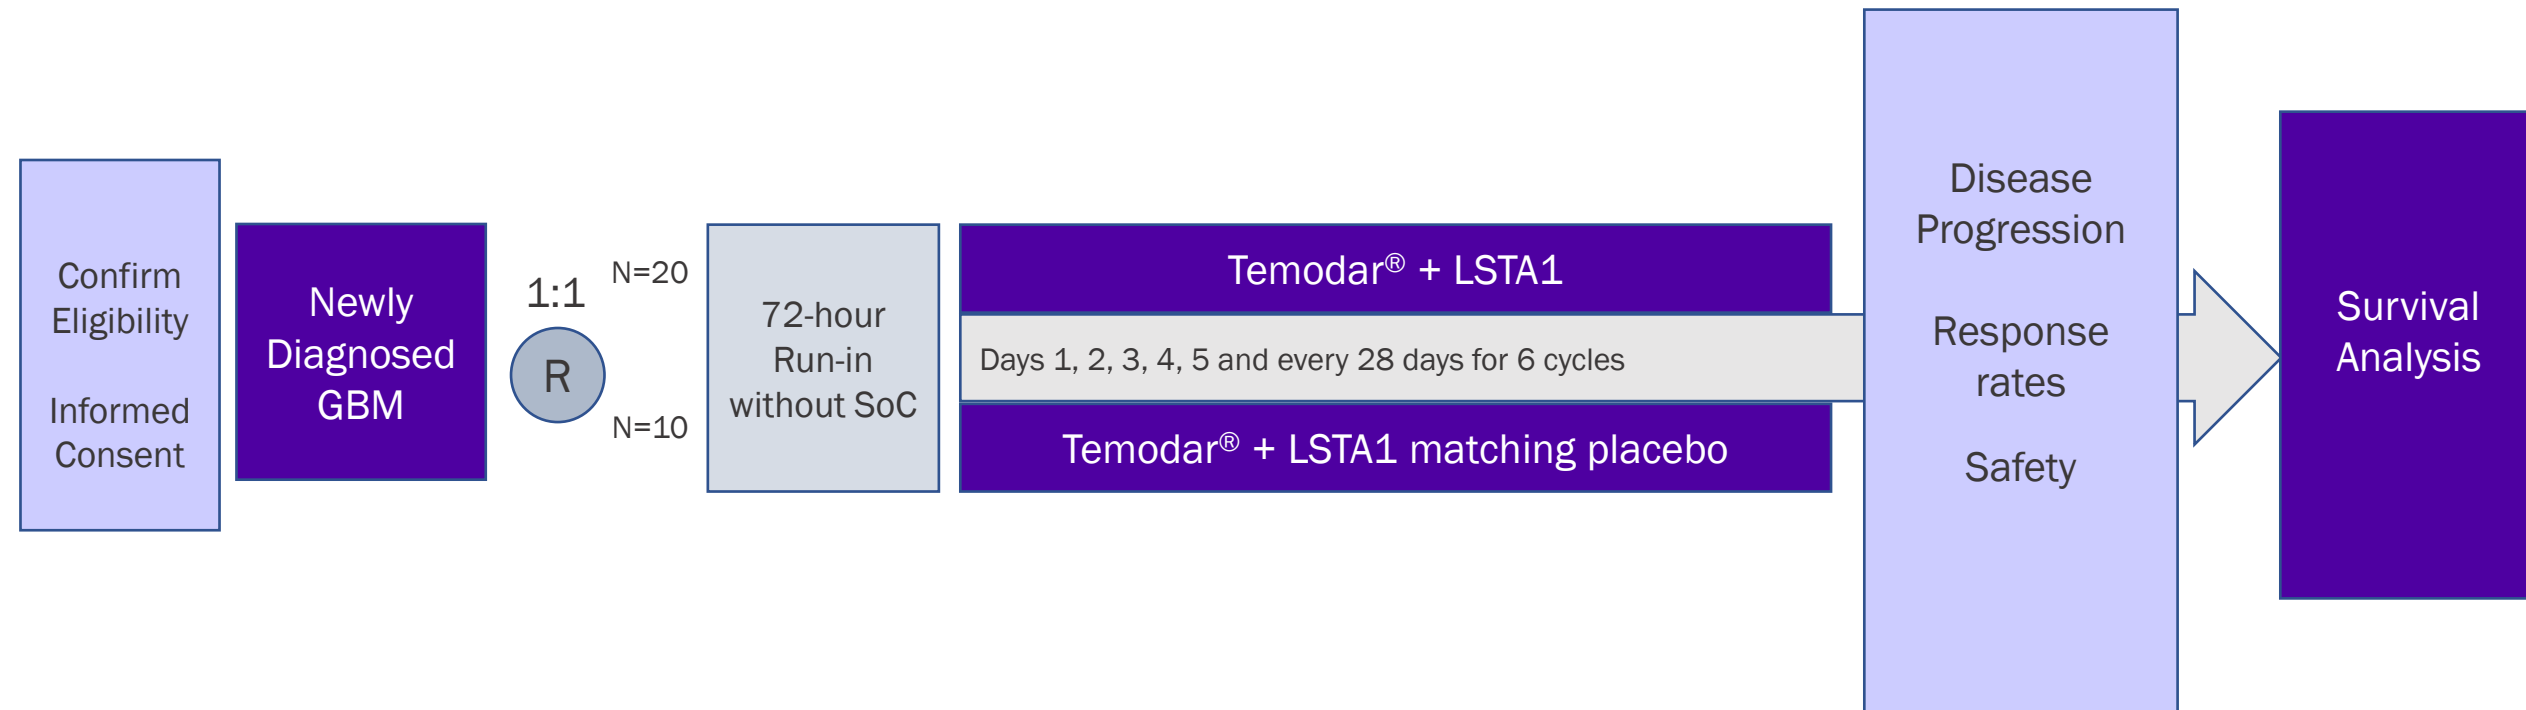 Confirm
Eligibility
Informed
Consent
Newly
Diagnosed
GBM
1:1
R
N=20
N=10
72-hour
Run-in
without SoC
Temodar® + LSTA1
Days 1, 2, 3, 4, 5 and every 28 days for 6 cycles
Temodar® + LSTA1 matching placebo
Disease
Progression
Response
rates
Safety
Survival
Analysis